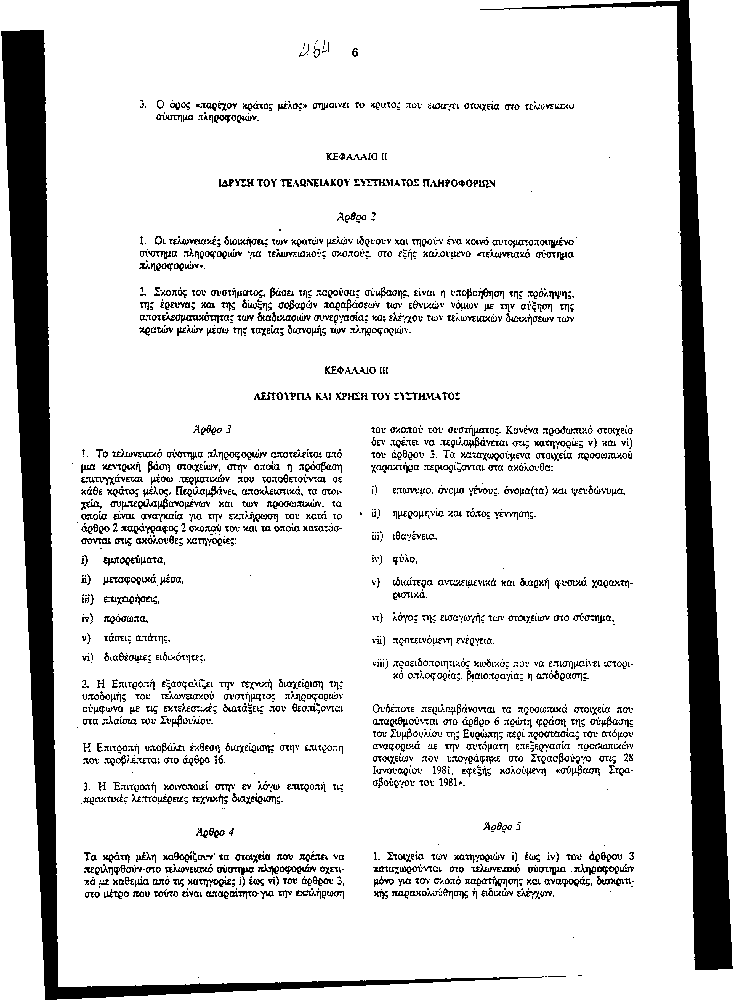 464 6
3. Ο όρος «παρέχον κράτος μέλος» σημαίνει το κράτος που εισάγει στοιχεία στο τελωνειακό
σύστημα πληροφοριών.
ΚΕΦΑΛΑΙΟ ΙΙ
ΙΔΡΥΣΗ ΤΟΥ ΤΕΛΩΝΕΙΑΚΟΥ ΣΥΣΤΗΜΑΤΟΣ ΠΛΗΡΟΦΟΡΙΩΝ
Άρθρο 2
1. Οι τελωνειακές διοικήσεις των κρατών μελών ιδρύουν και τηρούν ένα κοινό αυτοματοποιημένο
σύστημα πληροφοριών για τελωνειακούς σκοπούς, στο εξής καλούμενο «τελωνειακό σύστημα
πληροφοριών».
2. Σκοπός του συστήματος, βάσει της παρούσας σύμβασης, είναι η υποβοήθηση της πρόληψης,
της έρευνας και της δίωξης σοβαρών παραβάσεων των εθνικών νόμων με την αύξηση της
αποτελεσματικότητας των διαδικασιών συνεργασίας και ελέγχου των τελωνειακών διοικήσεων των
κρατών μελών μέσω της ταχείας διανομής των πληροφοριών.
ΚΕΦΑΛΑΙΟ ΙΙΙ
ΛΕΙΤΟΥΡΓΙΑ ΚΑΙ ΧΡΗΣΗ ΤΟΥ ΣΥΣΤΗΜΑΤΟΣ
Άρθρο 3
1. Το τελωνειακό σύστημα πληροφοριών αποτελείται από
μια κεντρική βάση στοιχείων, στην οποία η πρόσβαση
επιτυγχάνεται μέσω τερματικών που τοποθετούνται σε
κάθε κράτος μέλος. Περιλαμβάνει, αποκλειστικά, τα στοι-
χεία, συμπεριλαμβανομένων και των προσωπικών, τα
οποία είναι αναγκαία για την εκπλήρωση του κατά το
άρθρο 2 παράγραφος 2 σκοπού του και τα οποία κατατάσ-
σονται στις ακόλουθες κατηγορίες:
i) εμπορεύματα,
ii) μεταφορικά μέσα,
iii) επιχειρήσεις,
iv) πρόσωπα,
v) τάσεις απάτης,
vi) διαθέσιμες ειδικότητες.
2. Η Επιτροπή εξασφαλίζει την τεχνική διαχείριση της
υποδομής του τελωνειακού συστήματος πληροφοριών
σύμφωνα με τις εκτελεστικές διατάξεις που θεσπίζονται
στα πλαίσια του Συμβουλίου.
Η Επιτροπή υποβάλει έκθεση διαχείρισης στην επιτροπή
που προβλέπεται στο άρθρο 16.
3. Η Επιτροπή κοινοποιεί στην εν λόγω επιτροπή τις
πρακτικές λεπτομέρειες τεχνικής διαχείρισης.
Άρθρο 4
Τα κράτη μέλη καθορίζουν τα στοιχεία που πρέπει να
περιληφθούν στο τελωνειακό σύστημα πληροφοριών σχετι-
κά με καθεμία από τις κατηγορίες i) έως vi) του άρθρου 3,
στο μέτρο που τούτο είναι απαραίτητο για την εκπλήρωση
του σκοπού του συστήματος. Κανένα προσωπικό στοιχείο
δεν πρέπει να περιλαμβάνεται στις κατηγορίες v) και vi)
του άρθρου 3. Τα καταχωρούμενα στοιχεία προσωπικού
χαρακτήρα περιορίζονται στα ακόλουθα:
i) επώνυμο, όνομα γένους, όνομα(τα) και ψευδώνυμα,
ii) ημερομηνία και τόπος γέννησης,
iii) ιθαγένεια,
iv) φύλο,
v) ιδιαίτερα αντικειμενικά και διαρκή φυσικά χαρακτη-
ριστικά,
vi) λόγος της εισαγωγής των στοιχείων στο σύστημα,
vii) προτεινόμενη ενέργεια,
viii) προειδοποιητικός κωδικός που να επισημαίνει ιστορι-
κό οπλοφορίας, βιαιοπραγίας ή απόδρασης.
Ουδέποτε περιλαμβάνονται τα προσωπικά στοιχεία που
απαριθμούνται στο άρθρο 6 πρώτη φράση της σύμβασης
του Συμβουλίου της Ευρώπης περί προστασίας του ατόμου
αναφορικά με την αυτόματη επεξεργασία προσωπικών
στοιχείων που υπογράφηκε στο Στρασβούργο στις 28
Ιανουαρίου 1981, εφεξής καλούμενη «σύμβαση Στρα-
σβούργου του 1981».
Άρθρο 5
1. Στοιχεία των κατηγοριών i) έως iv) του άρθρου 3
καταχωρούνται στο τελωνειακό σύστημα πληροφοριών
μόνο για τον σκοπό παρατήρησης και αναφοράς, διακριτι-
κής παρακολούθησης ή ειδικών ελέγχων.